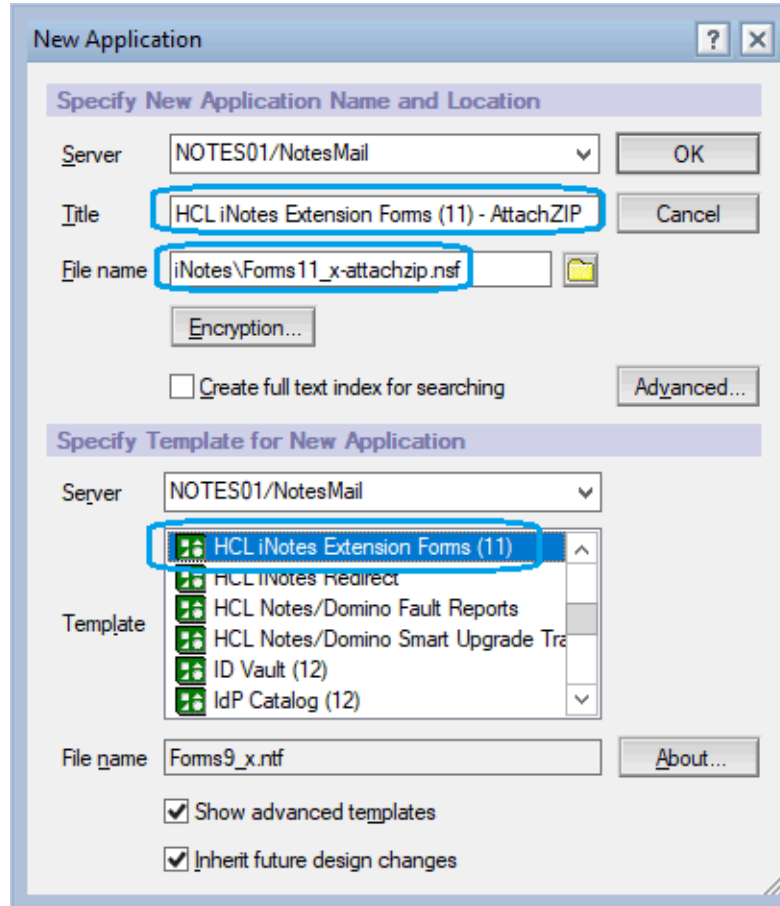 New Application
?
Specify New Application Name and Location
Server NOTES01/NotesMail OK
Title HCL iNotes Extension Forms (11) - AttachZIP Cancel
File name iNotes\Forms11_x-attachzip.nsf
Encryption...
Create full text index for searching Advanced...
Specify Template for New Application
Server NOTES01/NotesMail
Template
HCL iNotes Extension Forms (11)
HCL iNotes Redirect
HCL Notes/Domino Fault Reports
HCL Notes/Domino Smart Upgrade Tra
ID Vault (12)
IdP Catalog (12)
File name Forms9_x.ntf About...
Show advanced templates
Inherit future design changes